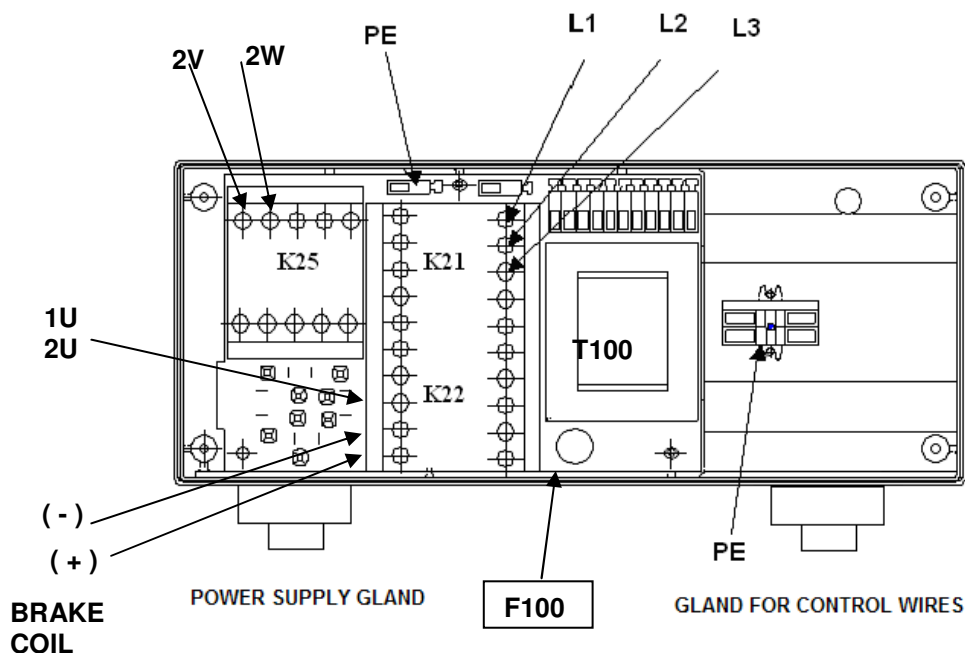 L1 L2 L3
PE
2V 2W
K25 K21
1U
2U
T100
K22
( - )
( + )
PE
POWER SUPPLY GLAND
F100
GLAND FOR CONTROL WIRES
BRAKE
COIL